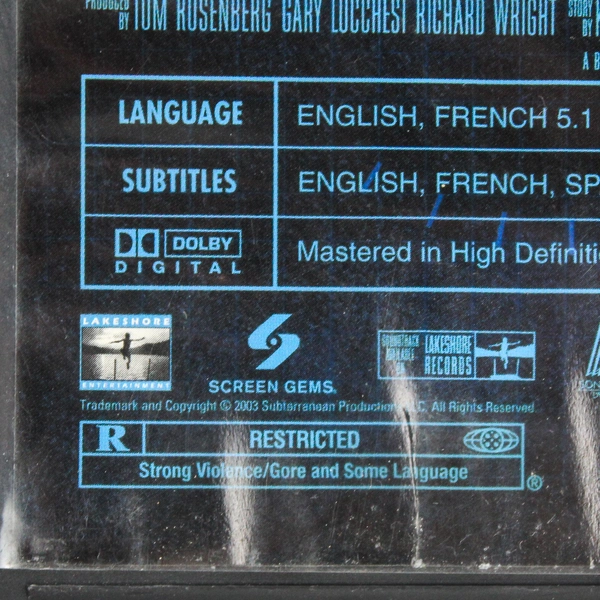 PRODUCED BY TOM ROSENBERG GARY LUCCHESI RICHARD WRIGHT STORY BY
A B
LANGUAGE ENGLISH, FRENCH 5.1
SUBTITLES ENGLISH, FRENCH, SP
DOLBY DIGITAL Mastered in High Definiti
LAKESHORE
ENTERTAINMENT
SCREEN GEMS
SOUNDTRACK AVAILABLE ON LAKESHORE RECORDS
Trademark and Copyright © 2003 Subterranean Productions LLC. All Rights Reserved.
R RESTRICTED
Strong Violence/Gore and Some Language ®